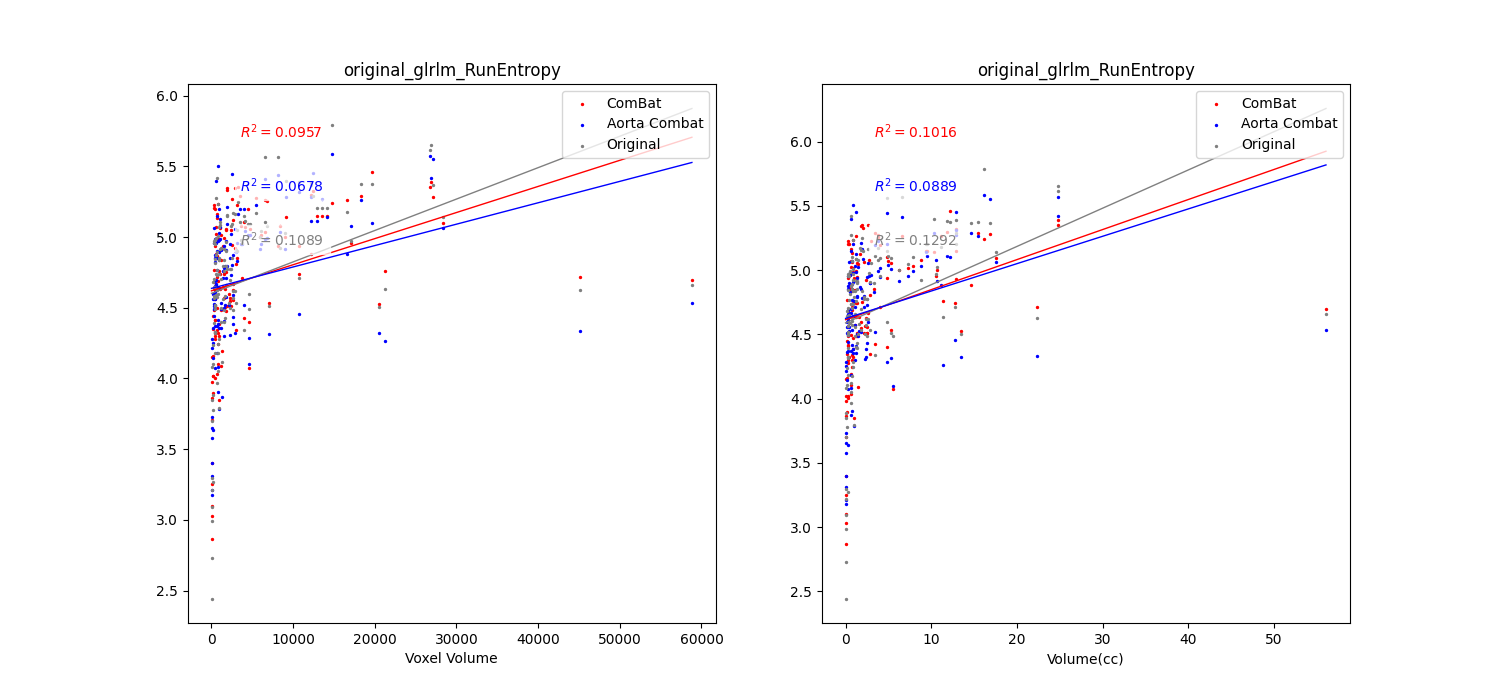 original_glrlm_RunEntropy
6.0
5.5
5.0
4.5
4.0
3.5
3.0
2.5
R² = 0.0957
R² = 0.0678
R² = 0.1089
ComBat
Aorta Combat
Original
0 10000 20000 30000 40000 50000 60000
Voxel Volume
original_glrlm_RunEntropy
6.0
5.5
5.0
4.5
4.0
3.5
3.0
2.5
R² = 0.1016
R² = 0.0889
R² = 0.1292
ComBat
Aorta Combat
Original
0 10 20 30 40 50
Volume(cc)